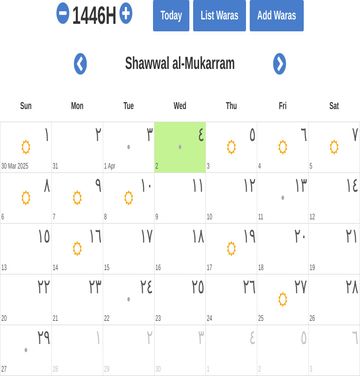 1446H
Today
List Waras
Add Waras
Shawwal al-Mukarram
Sun Mon Tue Wed Thu Fri Sat
١ ٢ ٣ ٤ ٥ ٦ ٧
30 Mar 2025 31 1 Apr 2 3 4 5
٨ ٩ ١٠ ١١ ١٢ ١٣ ١٤
6 7 8 9 10 11 12
١٥ ١٦ ١٧ ١٨ ١٩ ٢٠ ٢١
13 14 15 16 17 18 19
٢٢ ٢٣ ٢٤ ٢٥ ٢٦ ٢٧ ٢٨
20 21 22 23 24 25 26
٢٩ ١ ٢ ٣ ٤ ٥ ٦
27 28 29 30 1 2 3